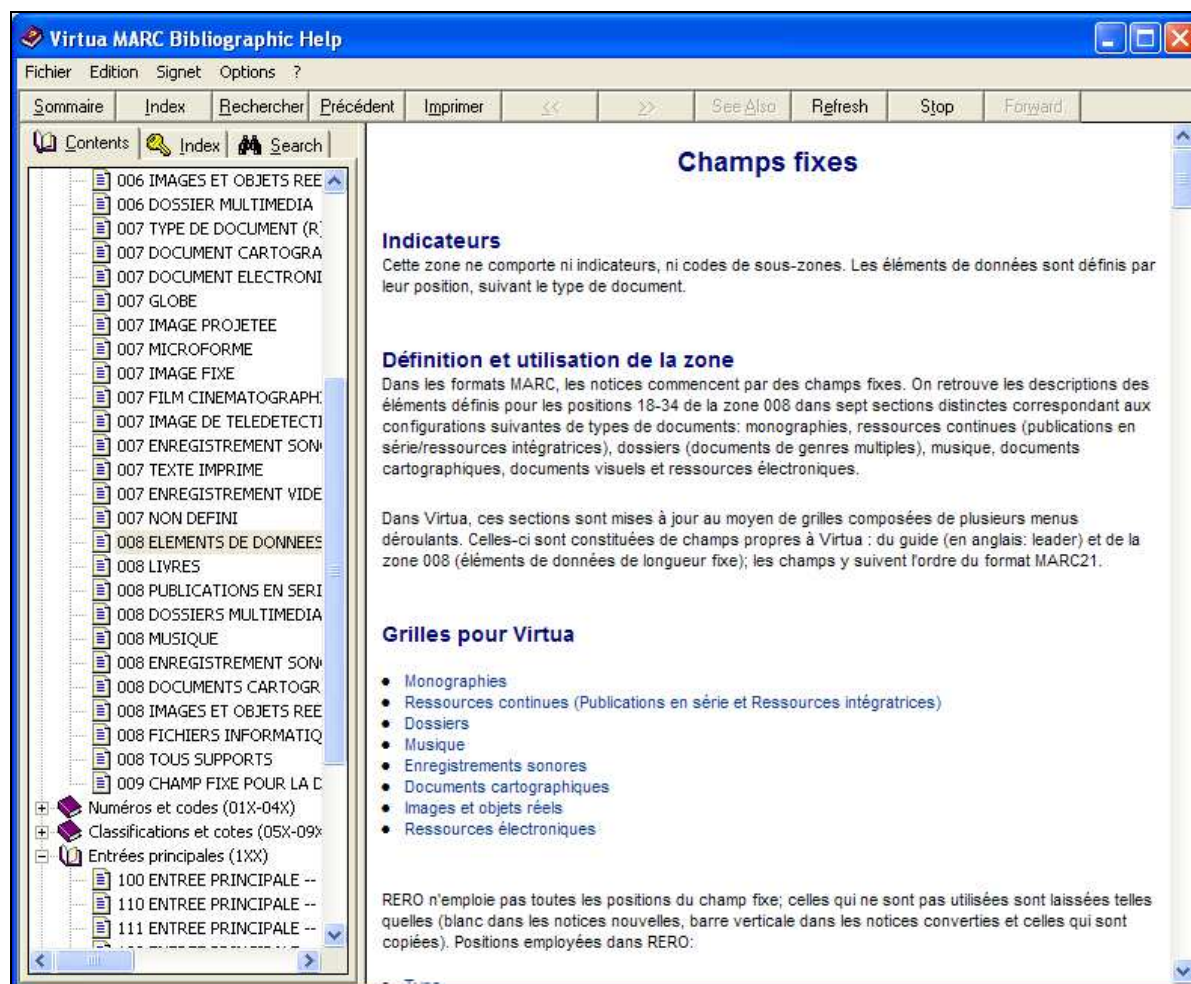 Virtua MARC Bibliographic Help
Fichier Edition Signet Options ?
Sommaire Index Rechercher Précédent Imprimer << >> See Also Refresh Stop Forward
Contents Index Search
006 IMAGES ET OBJETS REE
006 DOSSIER MULTIMEDIA
007 TYPE DE DOCUMENT (R)
007 DOCUMENT CARTOGRA
007 DOCUMENT ELECTRONI
007 GLOBE
007 IMAGE PROJETEE
007 MICROFORME
007 IMAGE FIXE
007 FILM CINEMATOGRAPH
007 IMAGE DE TELEDETECTI
007 ENREGISTREMENT SON
007 TEXTE IMPRIME
007 ENREGISTREMENT VIDE
007 NON DEFINI
008 ELEMENTS DE DONNEES
008 LIVRES
008 PUBLICATIONS EN SERI
008 DOSSIERS MULTIMEDIA
008 MUSIQUE
008 ENREGISTREMENT SON
008 DOCUMENTS CARTOGR
008 IMAGES ET OBJETS REE
008 FICHIERS INFORMATIQ
008 TOUS SUPPORTS
009 CHAMP FIXE POUR LA D
Numéros et codes (01X-04X)
Classifications et cotes (05X-09X
Entrées principales (1XX)
100 ENTREE PRINCIPALE --
110 ENTREE PRINCIPALE --
111 ENTREE PRINCIPALE --
Champs fixes
Indicateurs
Cette zone ne comporte ni indicateurs, ni codes de sous-zones. Les éléments de données sont définis par
leur position, suivant le type de document.
Définition et utilisation de la zone
Dans les formats MARC, les notices commencent par des champs fixes. On retrouve les descriptions des
éléments définis pour les positions 18-34 de la zone 008 dans sept sections distinctes correspondant aux
configurations suivantes de types de documents: monographies, ressources continues (publications en
série/ressources intégratrices), dossiers (documents de genres multiples), musique, documents
cartographiques, documents visuels et ressources électroniques.
Dans Virtua, ces sections sont mises à jour au moyen de grilles composées de plusieurs menus
déroulants. Celles-ci sont constituées de champs propres à Virtua : du guide (en anglais: leader) et de la
zone 008 (éléments de données de longueur fixe); les champs y suivent l'ordre du format MARC21.
Grilles pour Virtua
Monographies
Ressources continues (Publications en série et Ressources intégratrices)
Dossiers
Musique
Enregistrements sonores
Documents cartographiques
Images et objets réels
Ressources électroniques
RERO n'emploie pas toutes les positions du champ fixe; celles qui ne sont pas utilisées sont laissées telles
quelles (blanc dans les notices nouvelles, barre verticale dans les notices converties et celles qui sont
copiées). Positions employées dans RERO: